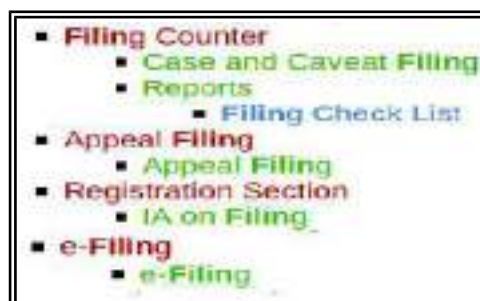 Filing Counter
Case and Caveat Filing
Reports
Filing Check List
Appeal Filing
Appeal Filing
Registration Section
IA on Filing
e-Filing
e-Filing